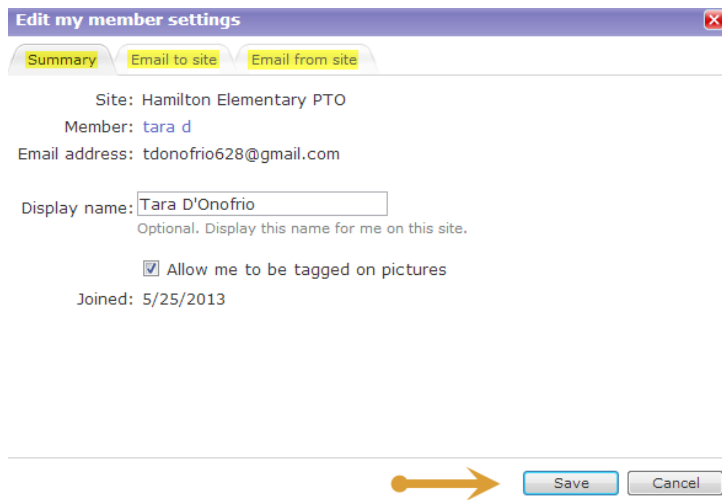 Edit my member settings
Summary Email to site Email from site
Site: Hamilton Elementary PTO
Member: tara d
Email address: tdonofrio628@gmail.com
Display name: Tara D'Onofrio
Optional. Display this name for me on this site.
Allow me to be tagged on pictures
Joined: 5/25/2013
Save Cancel